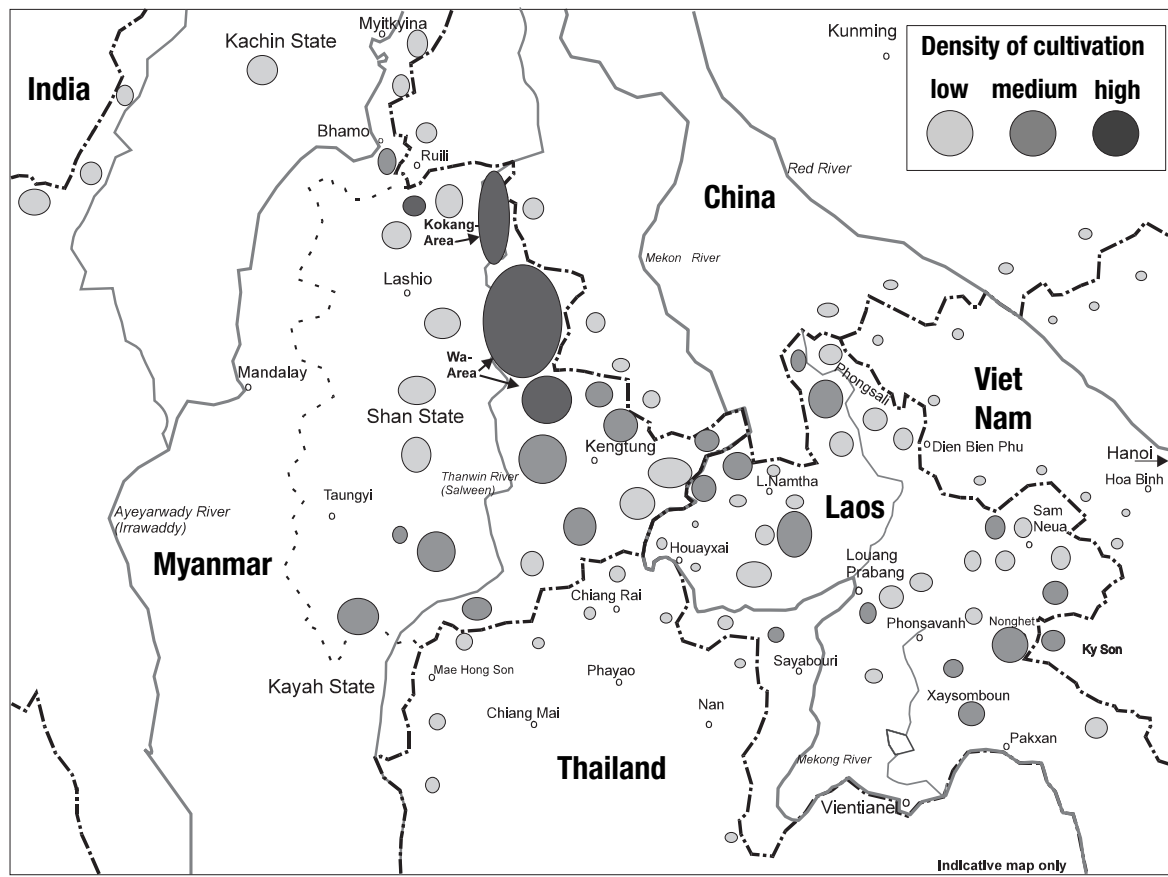 Myitkyina
Kachin State
Kunming
Density of cultivation
low medium high
India
Bhamo
Ruili
Red River
China
Kokang-
Area
Mekon River
Lashio
Wa-
Area
Mandalay
Phongsali
Viet
Nam
Shan State
Kengtung
Dien Bien Phu
Hanoi
Thanwin River
(Salween)
L.Namtha
Hoa Binh
Taungyi
Ayeyarwady River
(Irrawaddy)
Laos
Sam
Neua
Myanmar
Houayxai
Louang
Prabang
Chiang Rai
Phonsavanh
Nonghet
Ky Son
Mae Hong Son
Phayao
Sayabouri
Kayah State
Xaysomboun
Chiang Mai
Nan
Pakxan
Thailand
Mekong River
Vientiane
Indicative map only